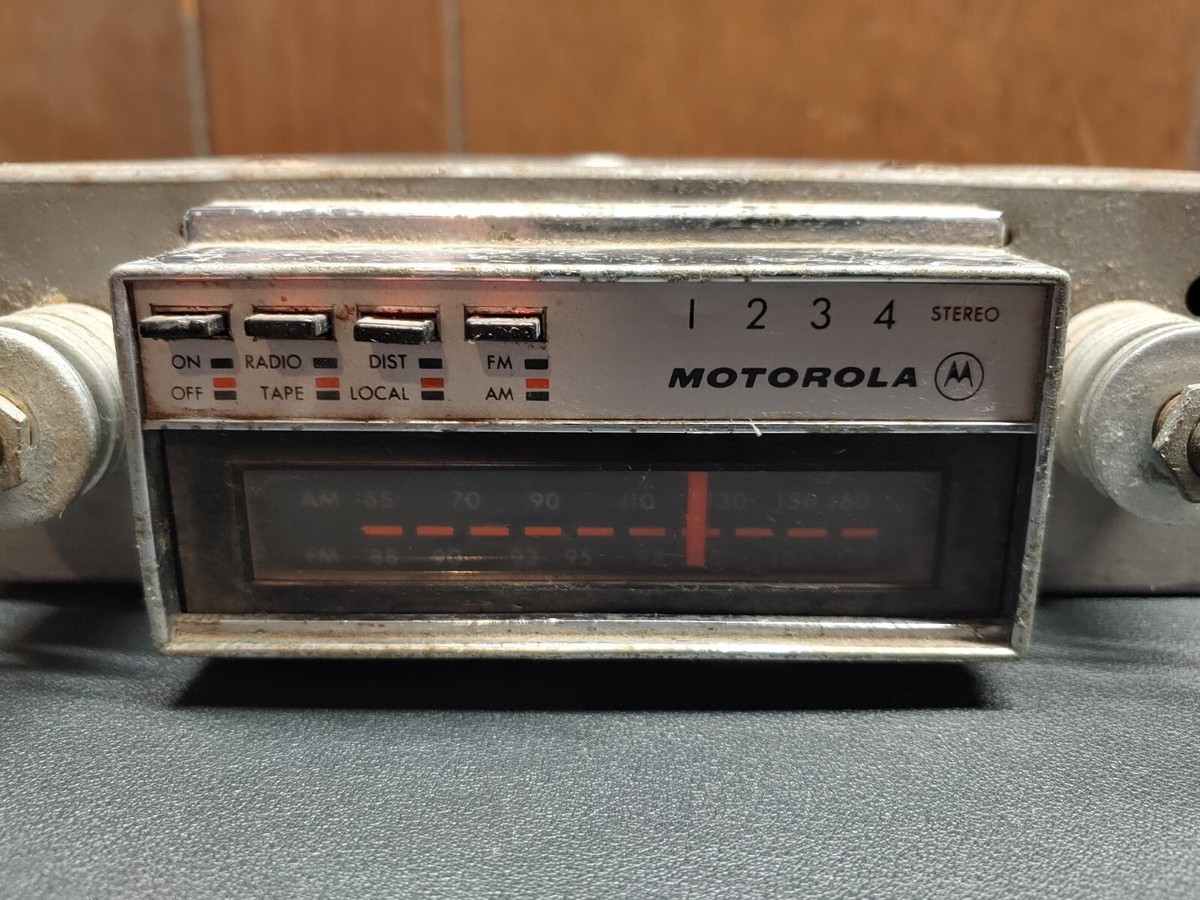 1 2 3 4 STEREO
ON RADIO DIST FM
OFF TAPE LOCAL AM
MOTOROLA M
AM 55 70 90 110 130 150 160
FM 88 90 93 95